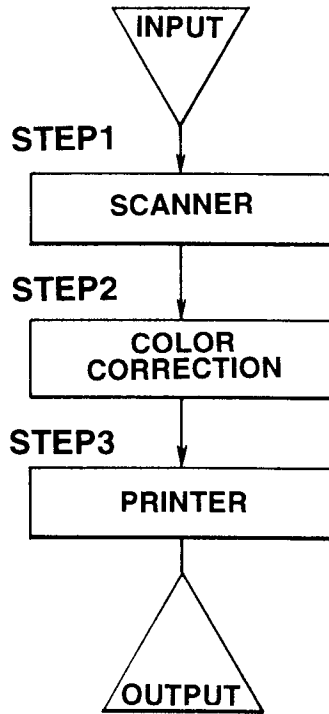 INPUT
STEP1
SCANNER
STEP2
COLOR
CORRECTION
STEP3
PRINTER
OUTPUT